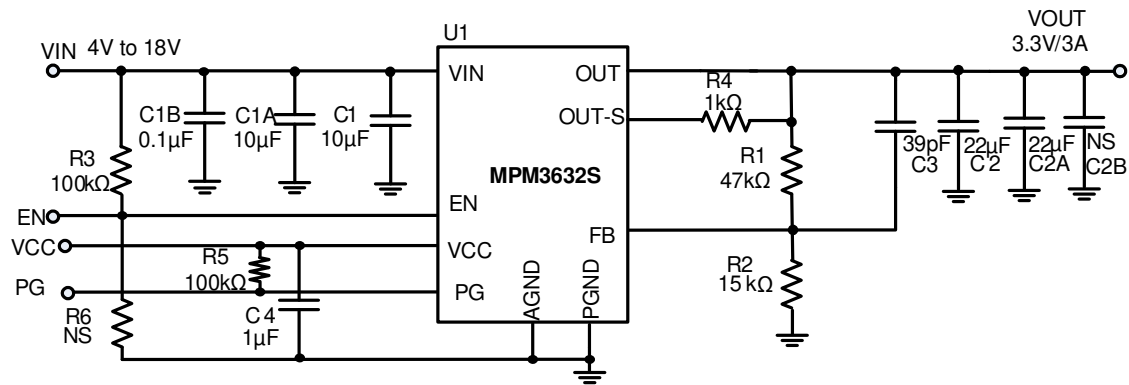 U1
VOUT
3.3V/3A
VIN 4V to 18V
VIN
OUT
R4
1kΩ
OUT-S
C1B
0.1µF
C1A
10µF
C1
10µF
R3
100kΩ
MPM3632S
R1
47kΩ
39pF
C3
22µF
C2
22µF
C2A
NS
C2B
EN
EN
FB
VCC
VCC
R5
100kΩ
PG
PG
R2
15kΩ
R6
NS
C4
1µF
AGND
PGND